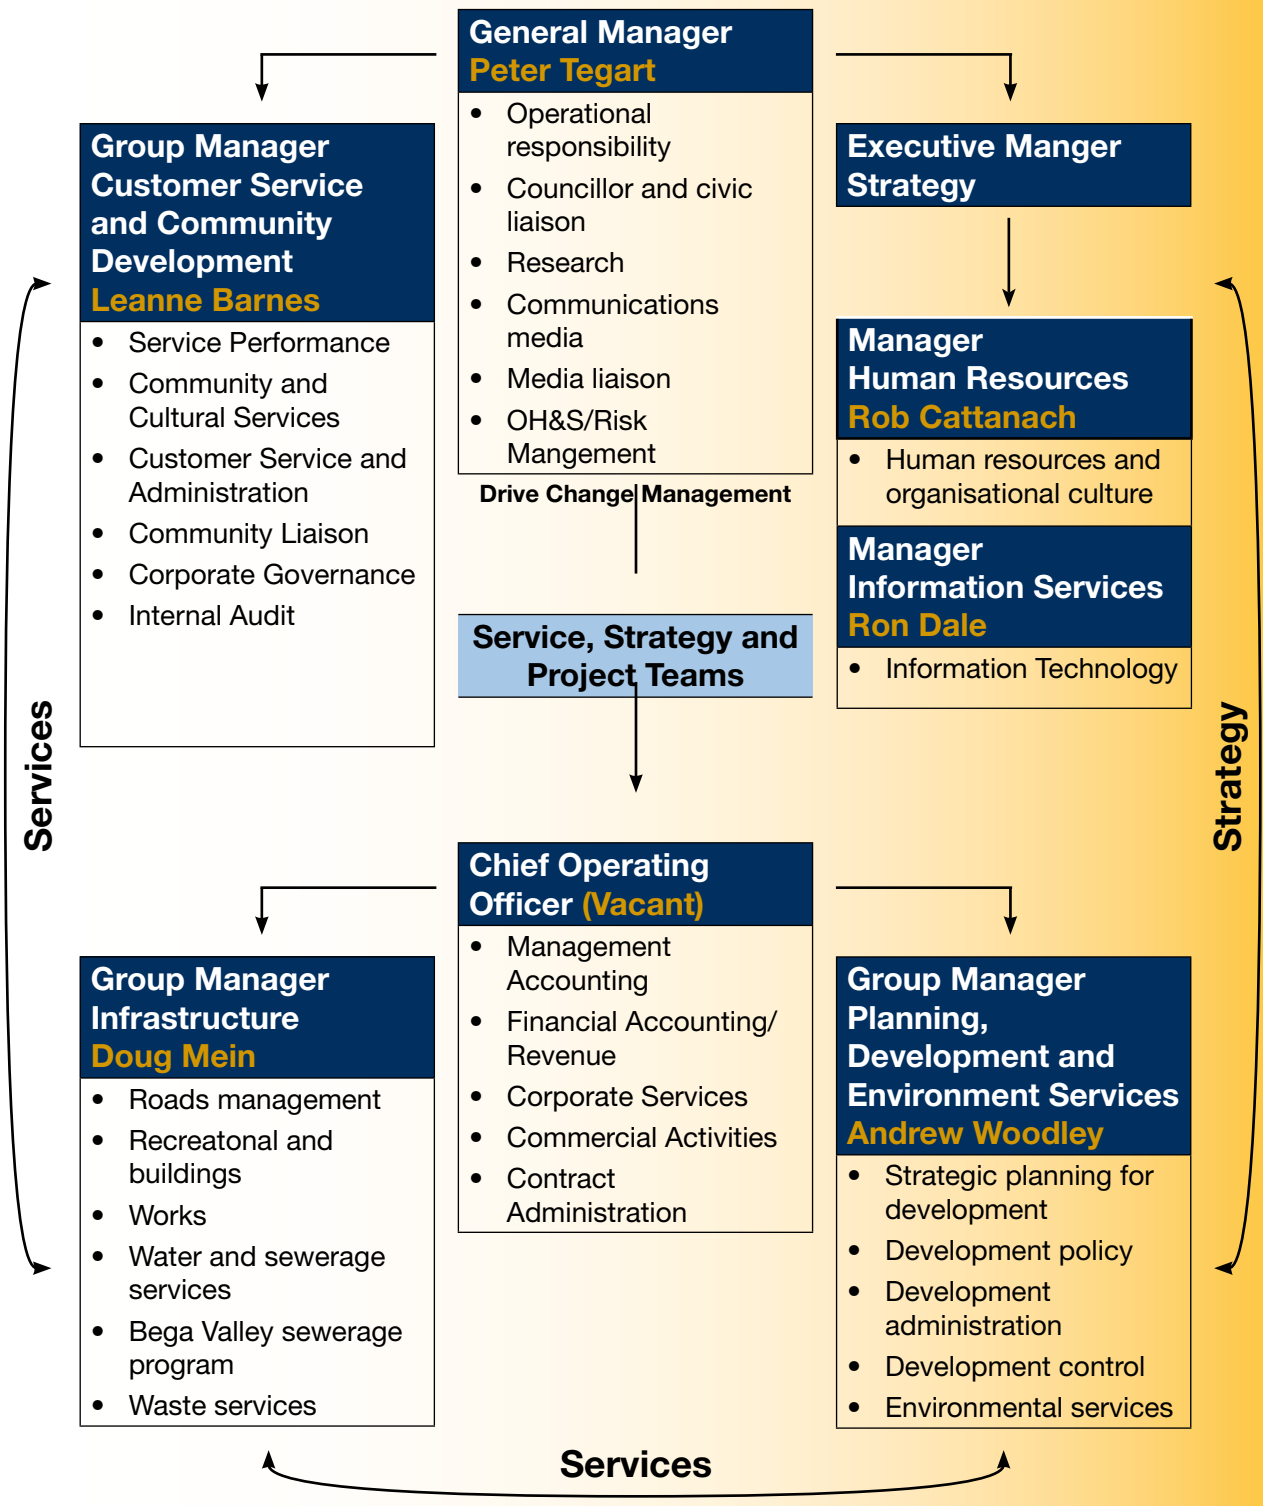 General Manager
Peter Tegart
• Operational
responsibility
• Councillor and civic
liaison
• Research
• Communications
media
• Media liaison
• OH&S/Risk
Mangement
Drive Change Management
Group Manager
Customer Service
and Community
Development
Leanne Barnes
• Service Performance
• Community and
Cultural Services
• Customer Service and
Administration
• Community Liaison
• Corporate Governance
• Internal Audit
Executive Manger
Strategy
Manager
Human Resources
Rob Cattanach
• Human resources and
organisational culture
Manager
Information Services
Ron Dale
• Information Technology
Service, Strategy and
Project Teams
Services
Strategy
Chief Operating
Officer (Vacant)
• Management
Accounting
• Financial Accounting/
Revenue
• Corporate Services
• Commercial Activities
• Contract
Administration
Group Manager
Infrastructure
Doug Mein
• Roads management
• Recreatonal and
buildings
• Works
• Water and sewerage
services
• Bega Valley sewerage
program
• Waste services
Group Manager
Planning,
Development and
Environment Services
Andrew Woodley
• Strategic planning for
development
• Development policy
• Development
administration
• Development control
• Environmental services
Services